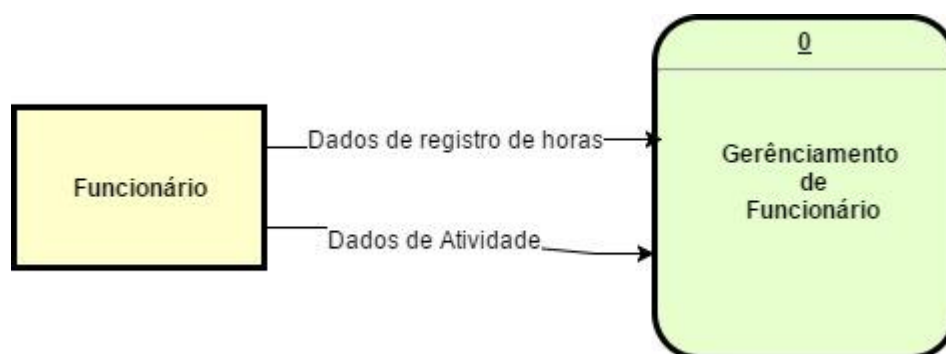 0
Dados de registro de horas
Funcionário
Gerênciamento
de
Funcionário
Dados de Atividade